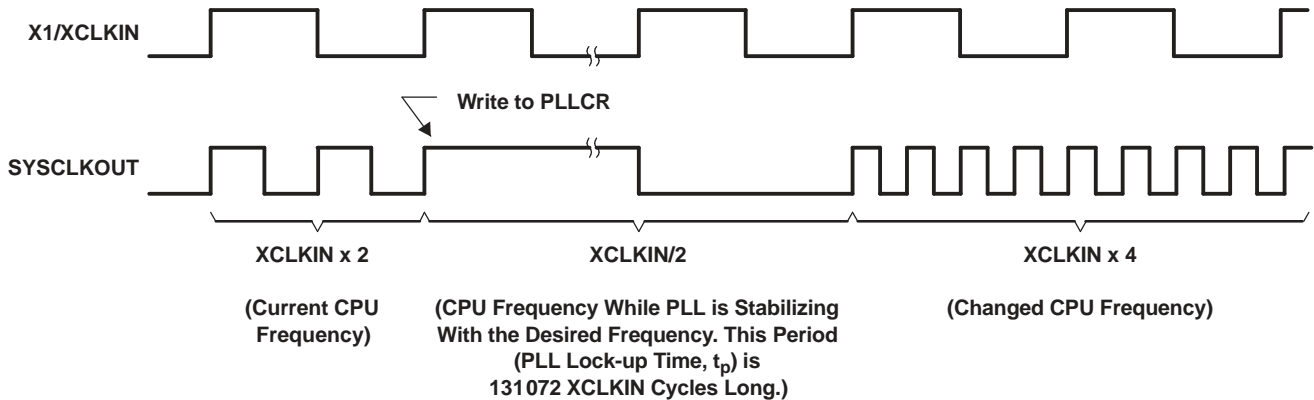 X1/XCLKIN
Write to PLLCR
SYSCLKOUT
XCLKIN x 2
(Current CPU
Frequency)
XCLKIN/2
(CPU Frequency While PLL is Stabilizing
With the Desired Frequency. This Period
(PLL Lock-up Time, tp) is
131072 XCLKIN Cycles Long.)
XCLKIN x 4
(Changed CPU Frequency)